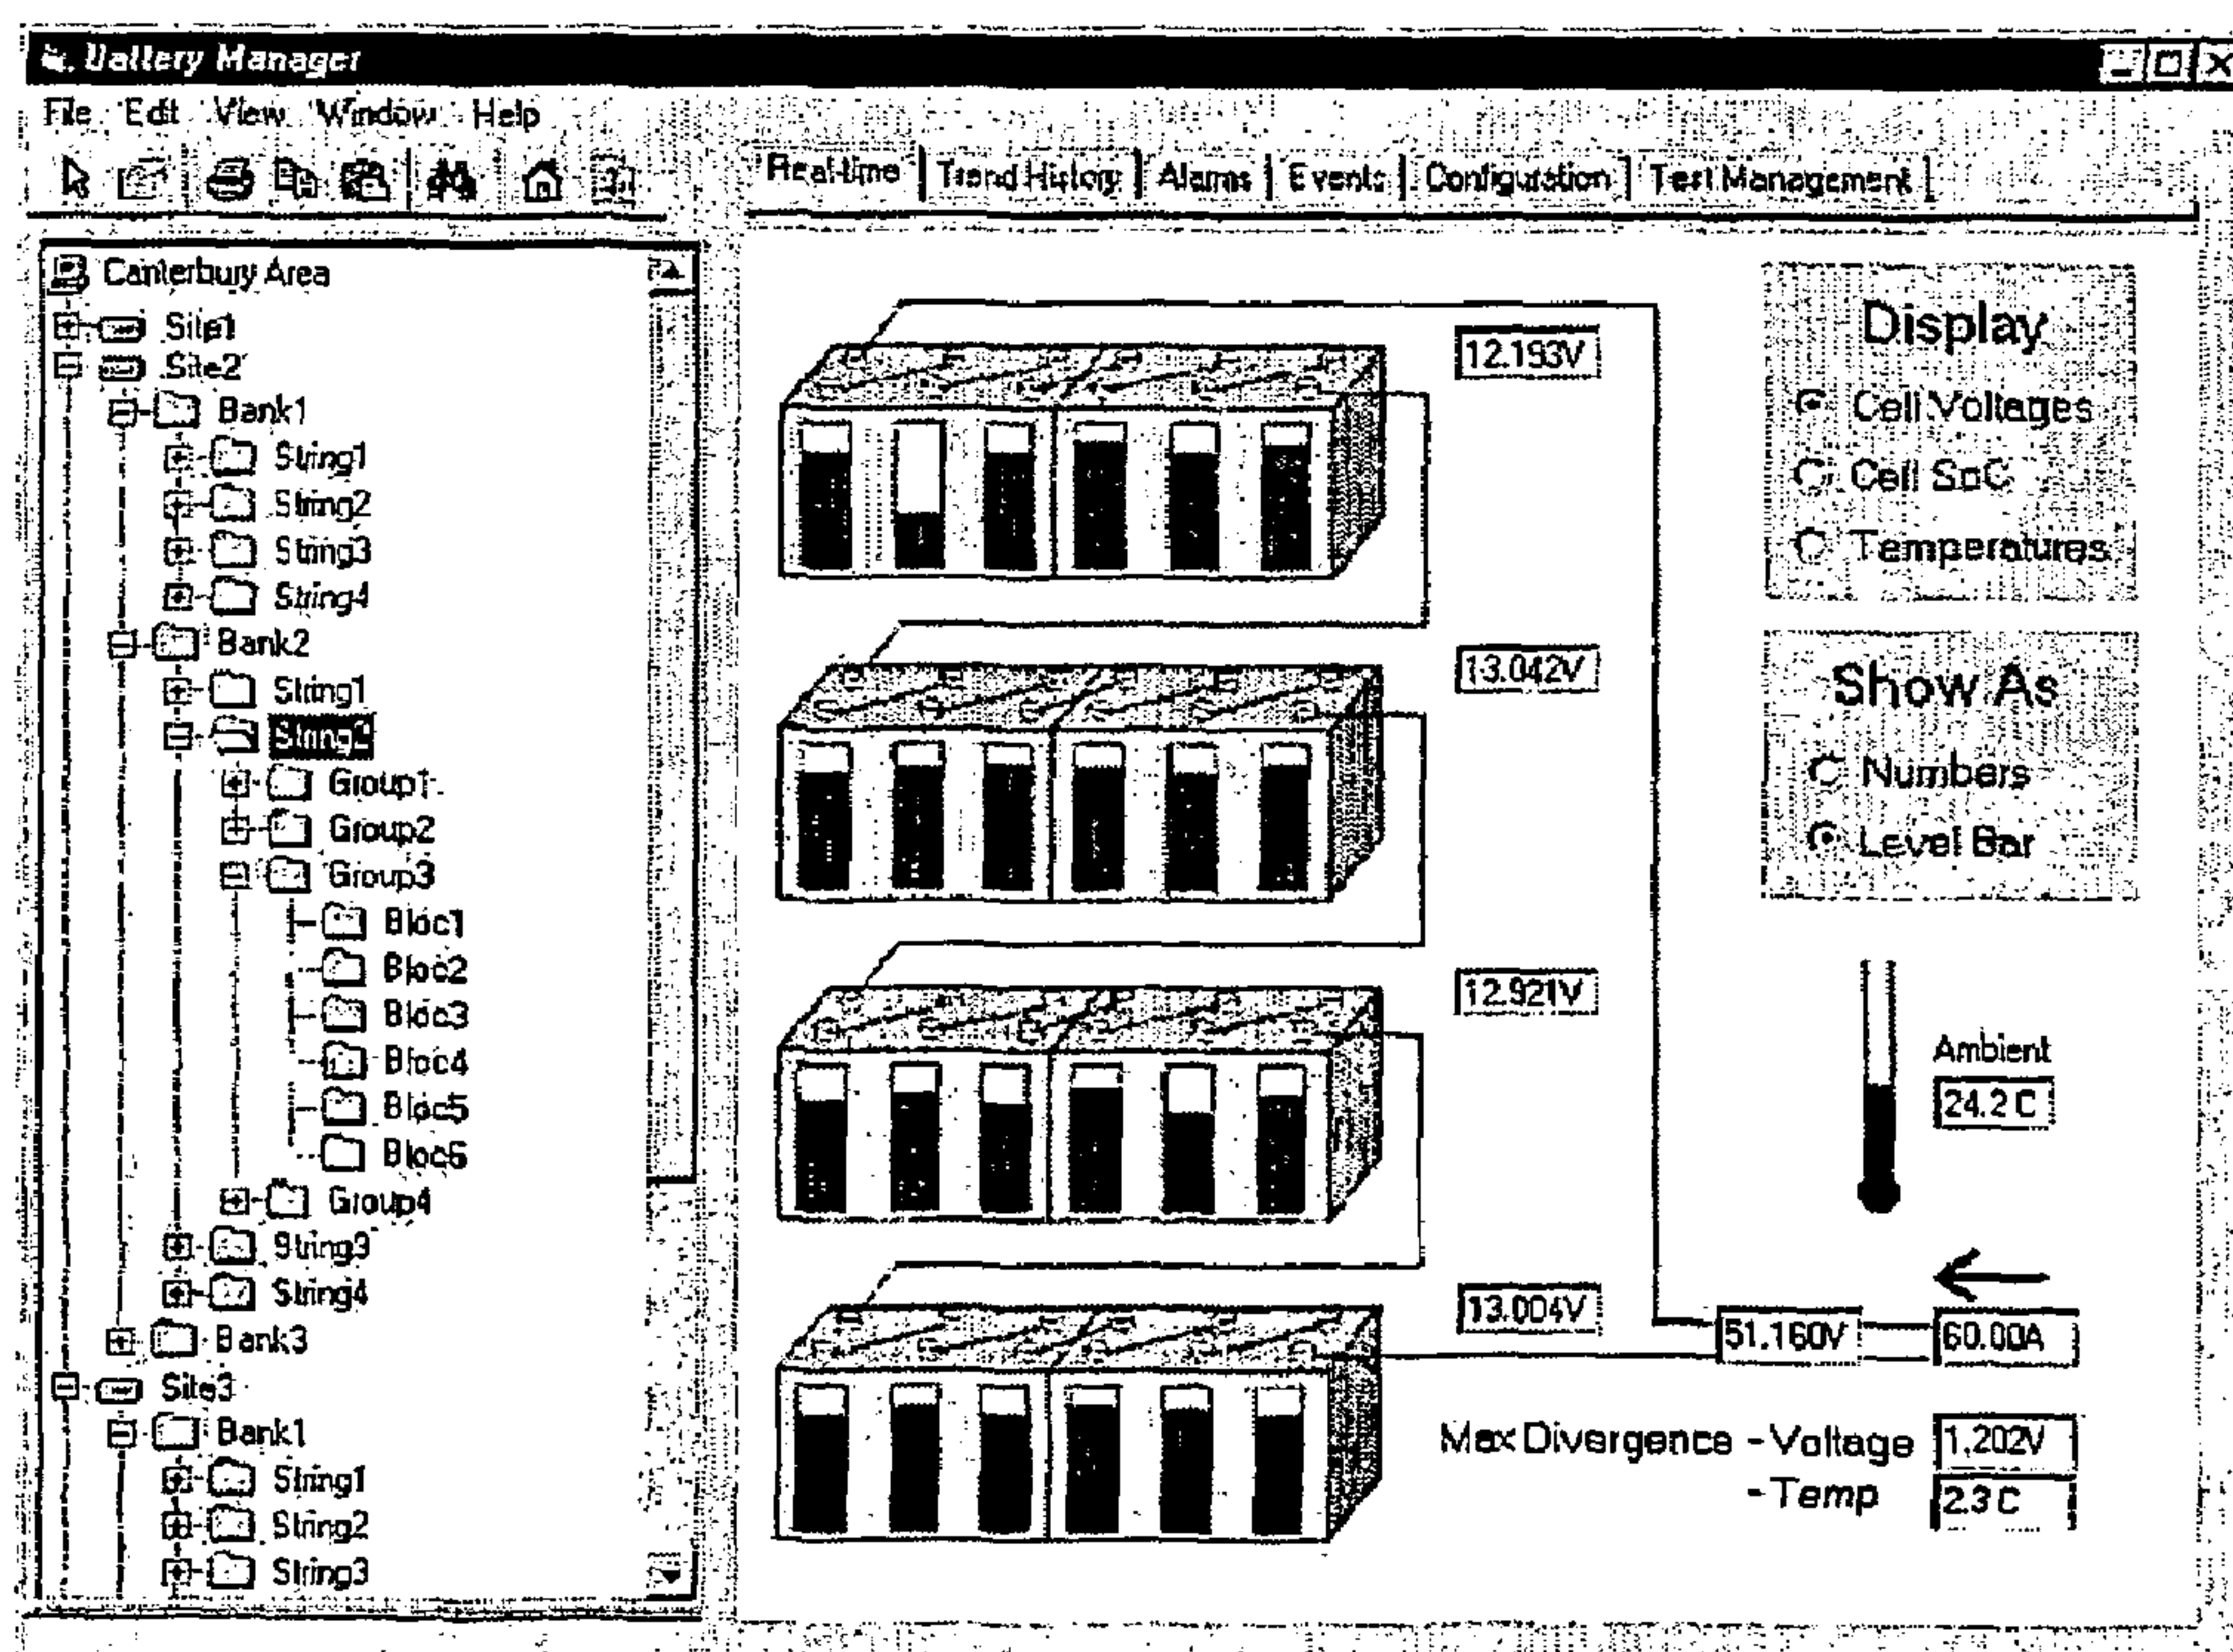 Battery Manager
File Edit View Window Help
Real-time Trend History Alarms Events Configuration Test Management
Canterbury Area
Site1
Site2
Bank1
String1
String2
String3
String4
Bank2
String1
String2
Group1
Group2
Group3
Bloc1
Bloc2
Bloc3
Bloc4
Bloc5
Bloc6
Group4
String3
String4
Bank3
Site3
Bank1
String1
String2
String3
12.193V
13.042V
12.921V
13.004V
Display
Cell Voltages
Cell SoC
Temperatures
Show As
Numbers
Level Bar
Ambient
24.2 C
51.160V
60.00A
Max Divergence - Voltage 1.202V
- Temp 2.3 C